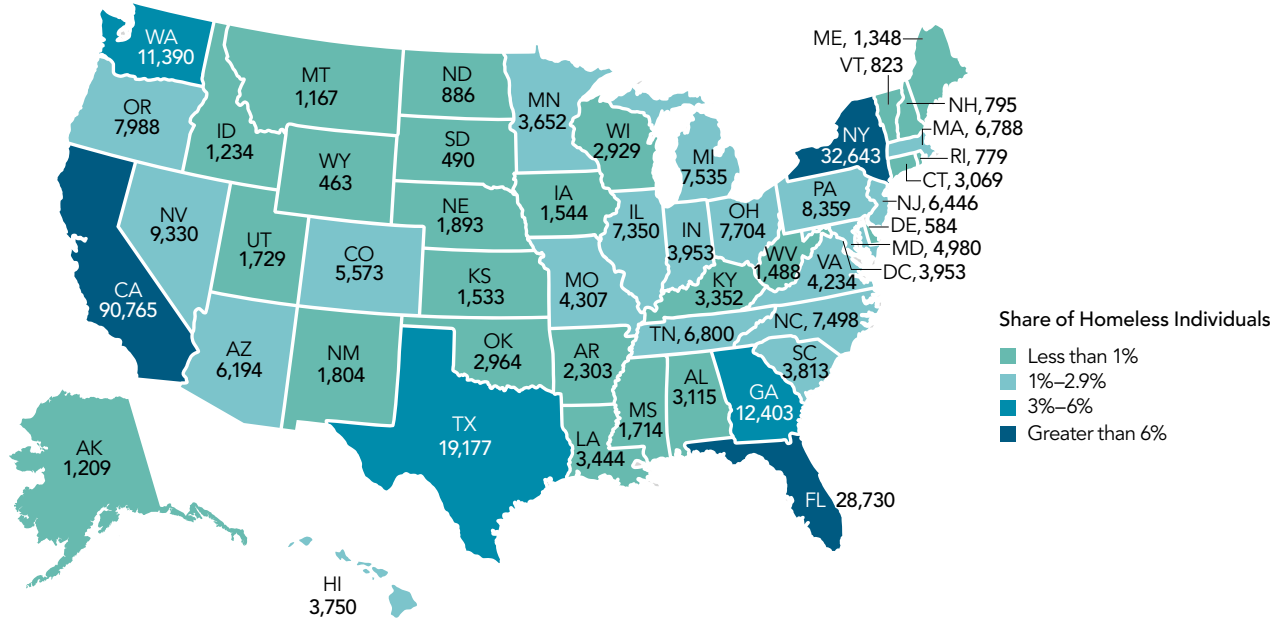 WA
11,390
OR
7,988
ID
1,234
MT
1,167
ND
886
MN
3,652
SD
490
WY
463
WI
2,929
MI
7,535
NY
32,643
ME, 1,348
VT, 823
NH, 795
MA, 6,788
RI, 779
CT, 3,069
NJ, 6,446
DE, 584
MD, 4,980
DC, 3,953
PA
8,359
NV
9,330
UT
1,729
CO
5,573
NE
1,893
IA
1,544
IL
7,350
IN
3,953
OH
7,704
WV
1,488
VA
4,234
CA
90,765
KS
1,533
MO
4,307
KY
3,352
AZ
6,194
NM
1,804
OK
2,964
AR
2,303
TN, 6,800
NC, 7,498
SC
3,813
TX
19,177
LA
3,444
MS
1,714
AL
3,115
GA
12,403
FL 28,730
AK
1,209
HI
3,750
Share of Homeless Individuals
Less than 1%
1%–2.9%
3%–6%
Greater than 6%